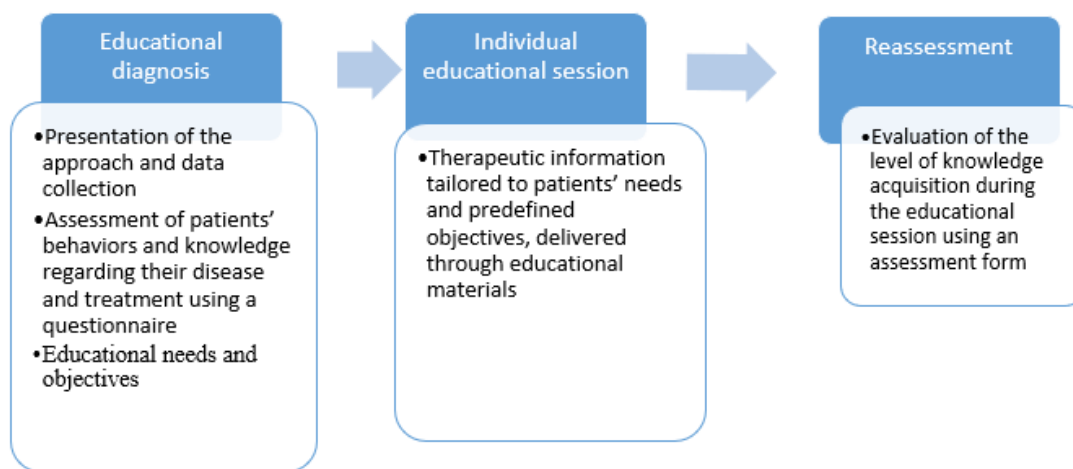 Educational
diagnosis
•Presentation of the
approach and data
collection
•Assessment of patients’
behaviors and knowledge
regarding their disease
and treatment using a
questionnaire
•Educational needs and
objectives
Individual
educational session
•Therapeutic information
tailored to patients’ needs
and predefined
objectives, delivered
through educational
materials
Reassessment
•Evaluation of the
level of knowledge
acquisition during
the educational
session using an
assessment form